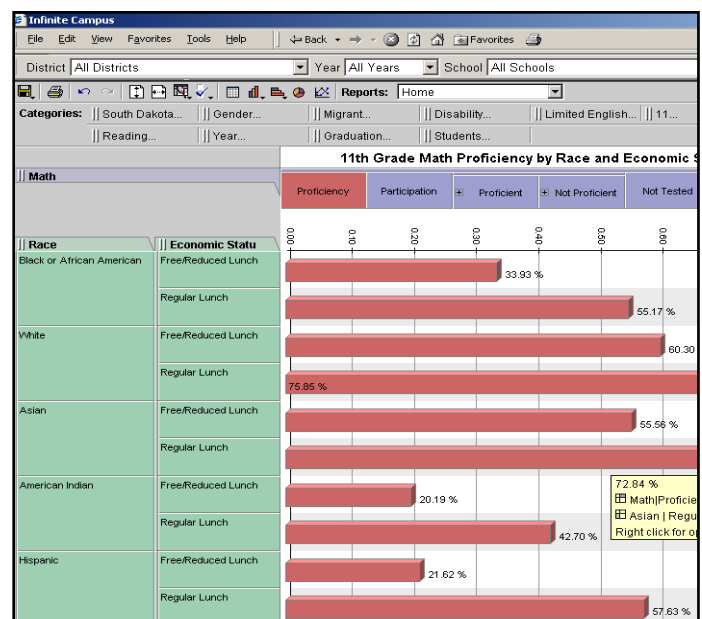 Infinite Campus
File Edit View Favorites Tools Help Back Favorites
District All Districts Year All Years School All Schools
Reports: Home
Categories: South Dakota... Gender... Migrant... Disability... Limited English... 11...
Reading... Year... Graduation... Students...
11th Grade Math Proficiency by Race and Economic S
Math
Proficiency Participation Proficient Not Proficient Not Tested
0.00 0.10 0.20 0.30 0.40 0.50 0.60
Race Economic Statu
Black or African American Free/Reduced Lunch 33.93 %
Regular Lunch 55.17 %
White Free/Reduced Lunch 60.30
Regular Lunch 75.85 %
Asian Free/Reduced Lunch 55.56 %
Regular Lunch
72.84 %
Math|Proficie
Asian | Regu
Right click for op
American Indian Free/Reduced Lunch 20.19 %
Regular Lunch 42.70 %
Hispanic Free/Reduced Lunch 21.62 %
Regular Lunch 57.63 %